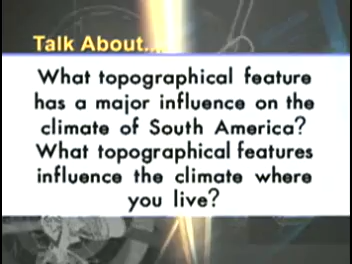 Talk About...
What topographical feature
has a major influence on the
climate of South America?
What topographical features
influence the climate where
you live?